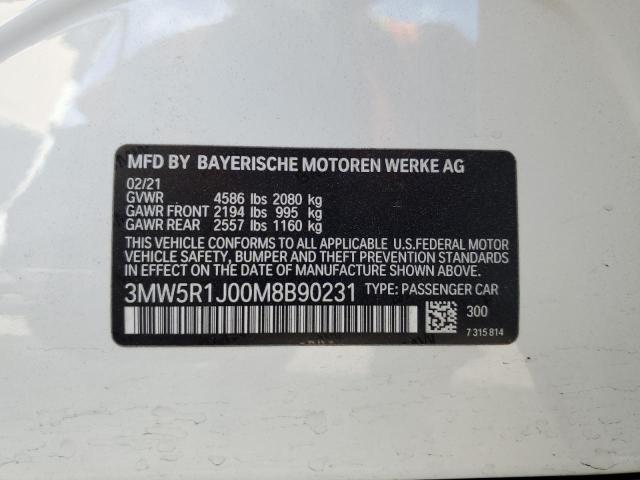 MFD BY BAYERISCHE MOTOREN WERKE AG
02/21
GVWR 4586 lbs 2080 kg
GAWR FRONT 2194 lbs 995 kg
GAWR REAR 2557 lbs 1160 kg
THIS VEHICLE CONFORMS TO ALL APPLICABLE U.S.FEDERAL MOTOR
VEHICLE SAFETY, BUMPER AND THEFT PREVENTION STANDARDS IN
EFFECT ON THE DATE OF MANUFACTURE SHOWN ABOVE.
3MW5R1J00M8B90231 TYPE: PASSENGER CAR
300
7 315 814